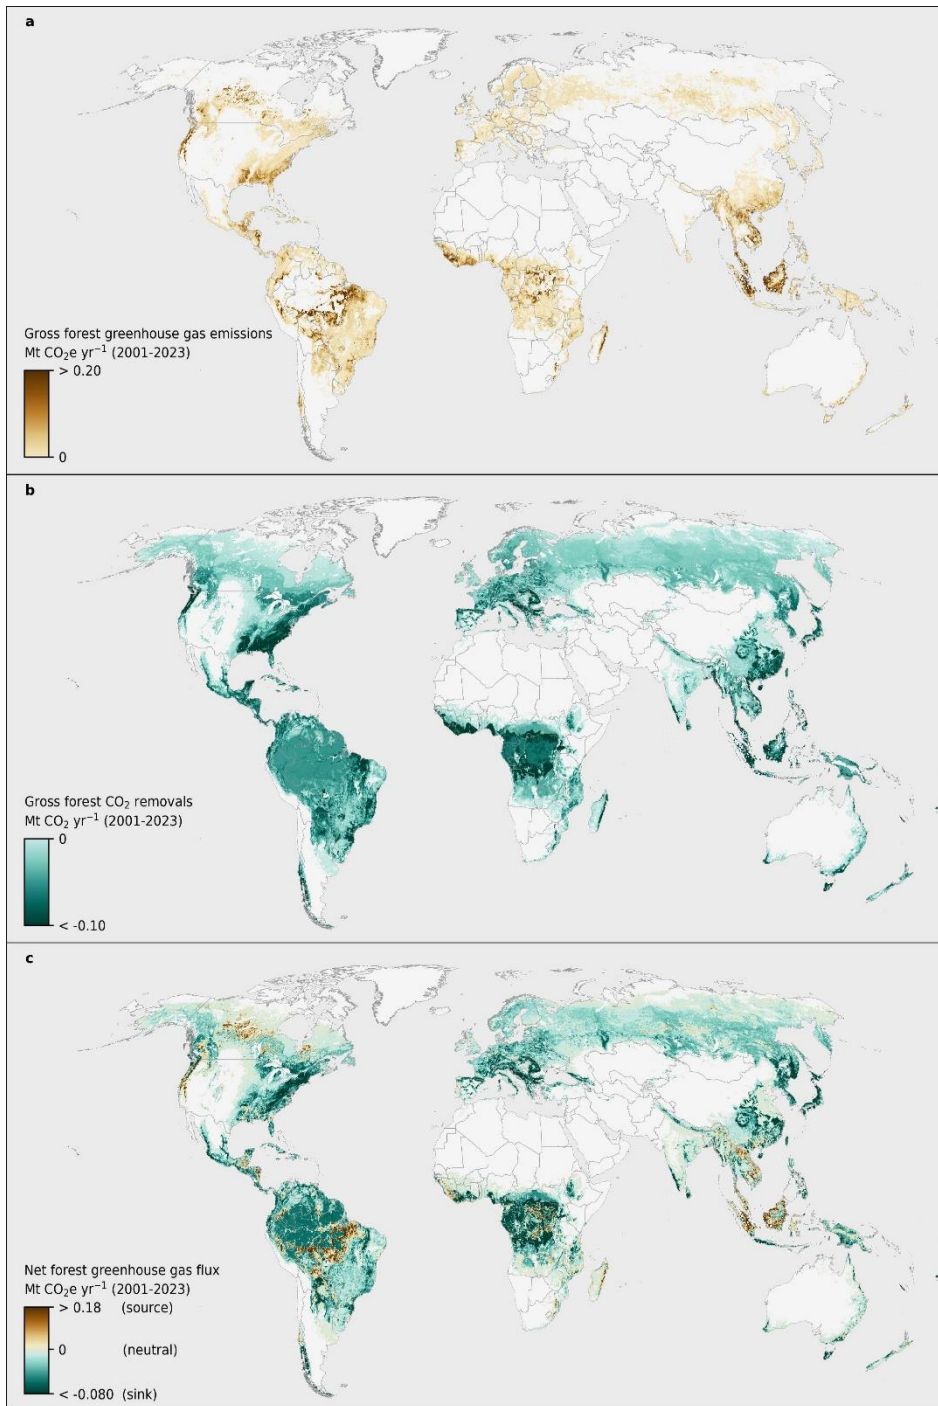 a
Gross forest greenhouse gas emissions
Mt CO₂e yr⁻¹ (2001-2023)
> 0.20
0
b
Gross forest CO₂ removals
Mt CO₂ yr⁻¹ (2001-2023)
0
< -0.10
c
Net forest greenhouse gas flux
Mt CO₂e yr⁻¹ (2001-2023)
> 0.18 (source)
0 (neutral)
< -0.080 (sink)